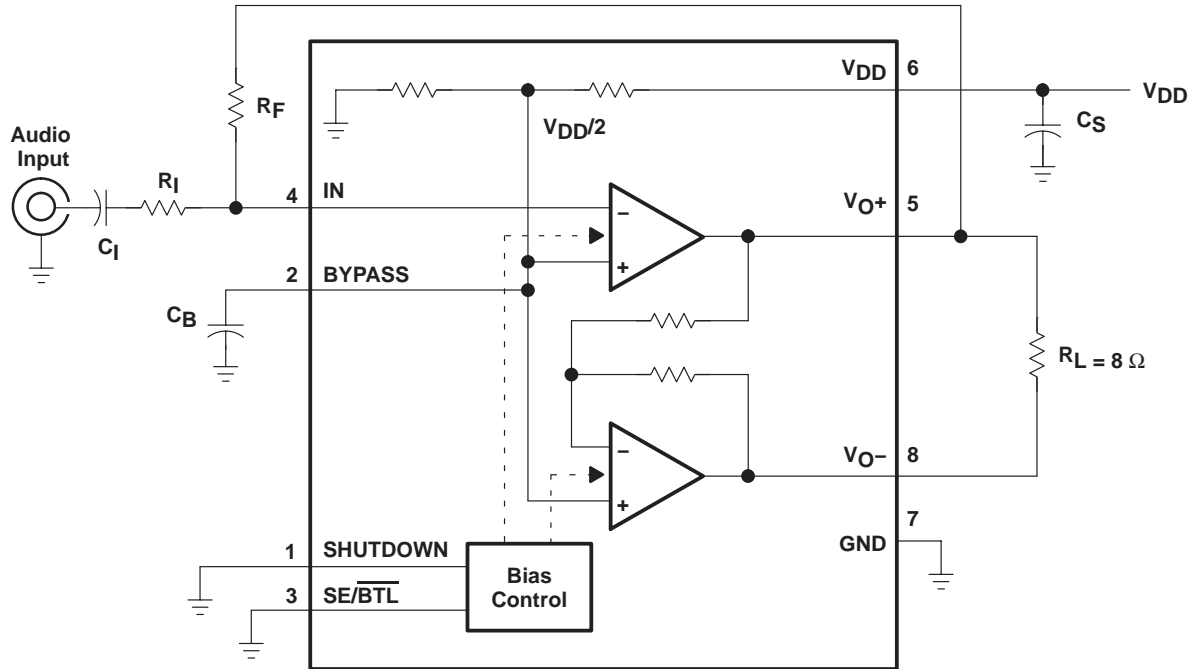 VDD 6
VDD
RF
CS
VDD/2
Audio
Input
RI
4 IN
VO+ 5
−
CI
+
2 BYPASS
CB
RL = 8 Ω
−
VO− 8
+
7
GND
1 SHUTDOWN
Bias
Control
3 SE/BTL